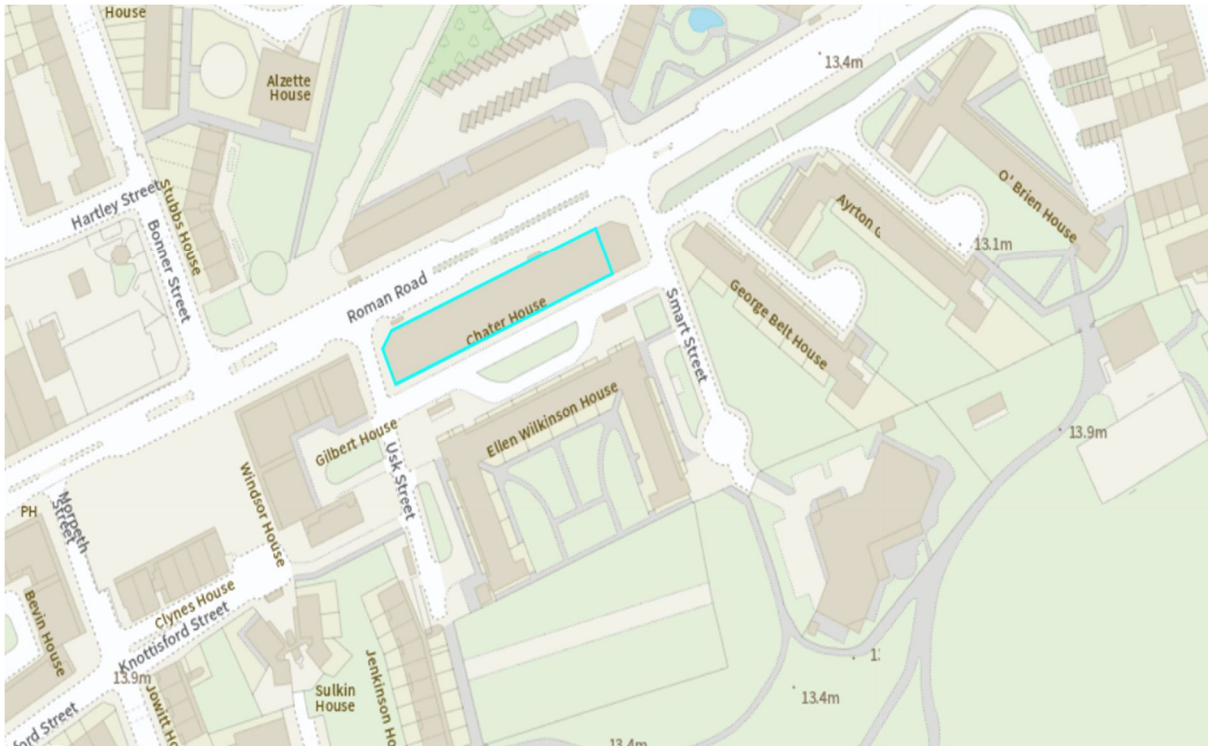 House
Alzette
House
13.4m
Hartley Street
Stubbs House
Bonner Street
O' Brien House
Ayrton
13.1m
Roman Road
Chater House
Smart Street
George Belt House
Ellen Wilkinson House
Gilbert House
Usk Street
13.9m
Windsor House
PH
Morpeth
Street
Clynes House
Knottisford Street
Bevin House
13.9m
Jowitt Ho
Sulkin
House
Jenkinson Ho
ford Street
13.4m
13.4m